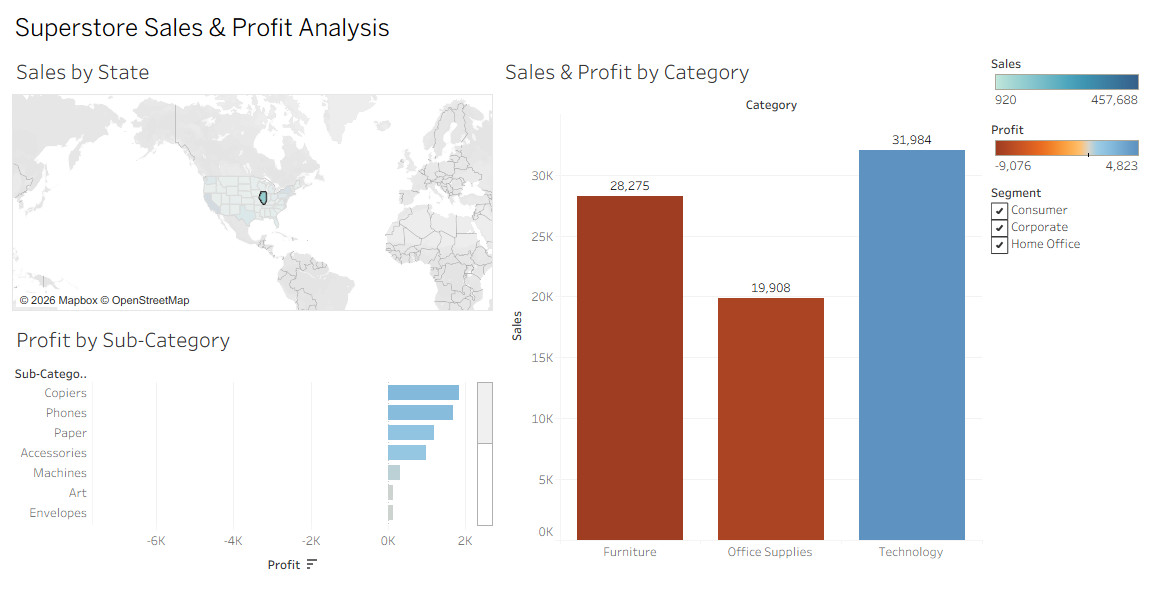 Superstore Sales & Profit Analysis
Sales by State
© 2026 Mapbox © OpenStreetMap
Profit by Sub-Category
Sub-Catego..
Copiers
Phones
Paper
Accessories
Machines
Art
Envelopes
-6K -4K -2K 0K 2K
Profit
Sales & Profit by Category
Category
31,984
28,275
19,908
30K
25K
20K
15K
10K
5K
0K
Sales
Furniture Office Supplies Technology
Sales
920 457,688
Profit
-9,076 4,823
Segment
Consumer
Corporate
Home Office